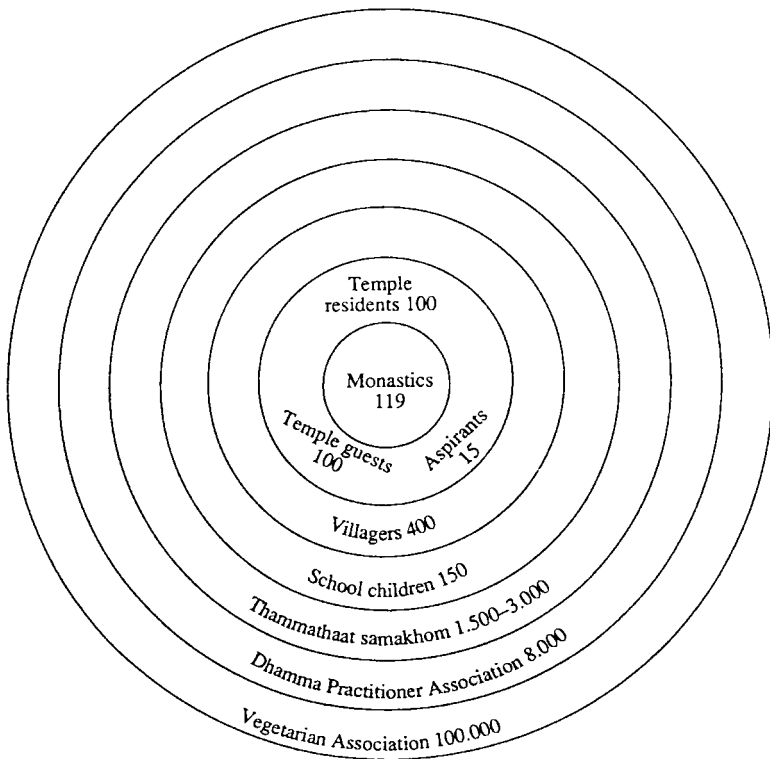 Temple
residents 100
Monastics
119
Temple guests
100
Aspirants
15
Villagers 400
School children 150
Thammathaat samakhom 1.500–3.000
Dhamma Practitioner Association 8.000
Vegetarian Association 100.000